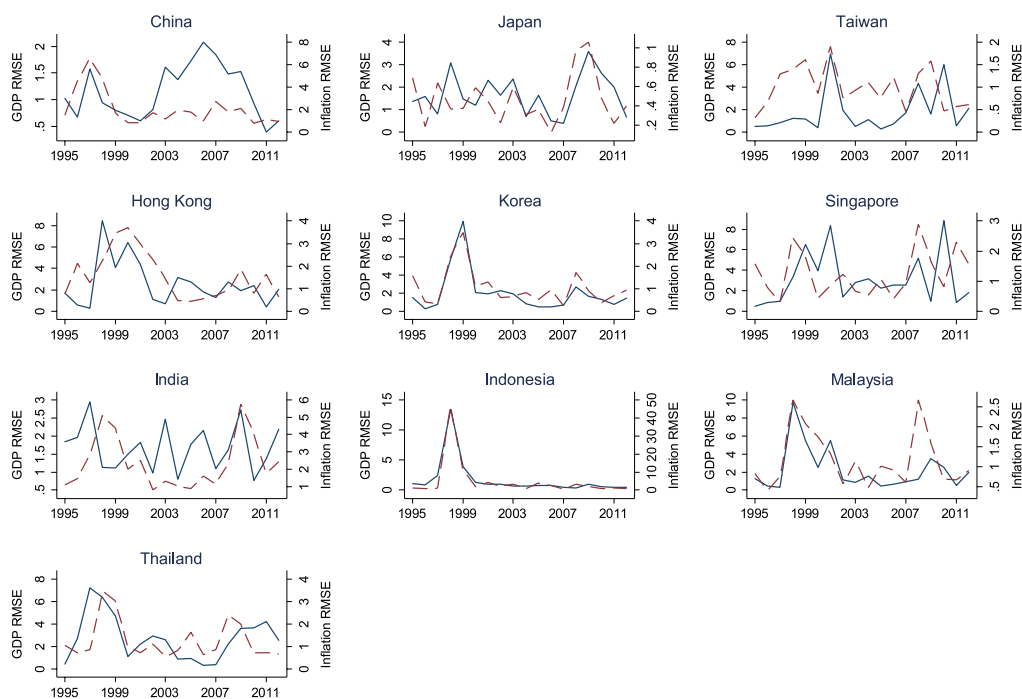 China
GDP RMSE
.5 1 1.5 2
Inflation RMSE
0 2 4 6 8
1995 1999 2003 2007 2011
Japan
GDP RMSE
0 1 2 3 4
Inflation RMSE
.2 .4 .6 .8 1
1995 1999 2003 2007 2011
Taiwan
GDP RMSE
0 2 4 6 8
Inflation RMSE
0 .5 1 1.5 2
1995 1999 2003 2007 2011
Hong Kong
GDP RMSE
0 2 4 6 8
Inflation RMSE
0 1 2 3 4
1995 1999 2003 2007 2011
Korea
GDP RMSE
0 2 4 6 8 10
Inflation RMSE
0 1 2 3 4
1995 1999 2003 2007 2011
Singapore
GDP RMSE
0 2 4 6 8
Inflation RMSE
0 1 2 3
1995 1999 2003 2007 2011
India
GDP RMSE
.5 1 1.5 2 2.5 3
Inflation RMSE
1 2 3 4 5 6
1995 1999 2003 2007 2011
Indonesia
GDP RMSE
0 5 10 15
Inflation RMSE
0 10 20 30 40 50
1995 1999 2003 2007 2011
Malaysia
GDP RMSE
0 2 4 6 8 10
Inflation RMSE
.5 1 1.5 2 2.5
1995 1999 2003 2007 2011
Thailand
GDP RMSE
0 2 4 6 8
Inflation RMSE
0 1 2 3 4
1995 1999 2003 2007 2011